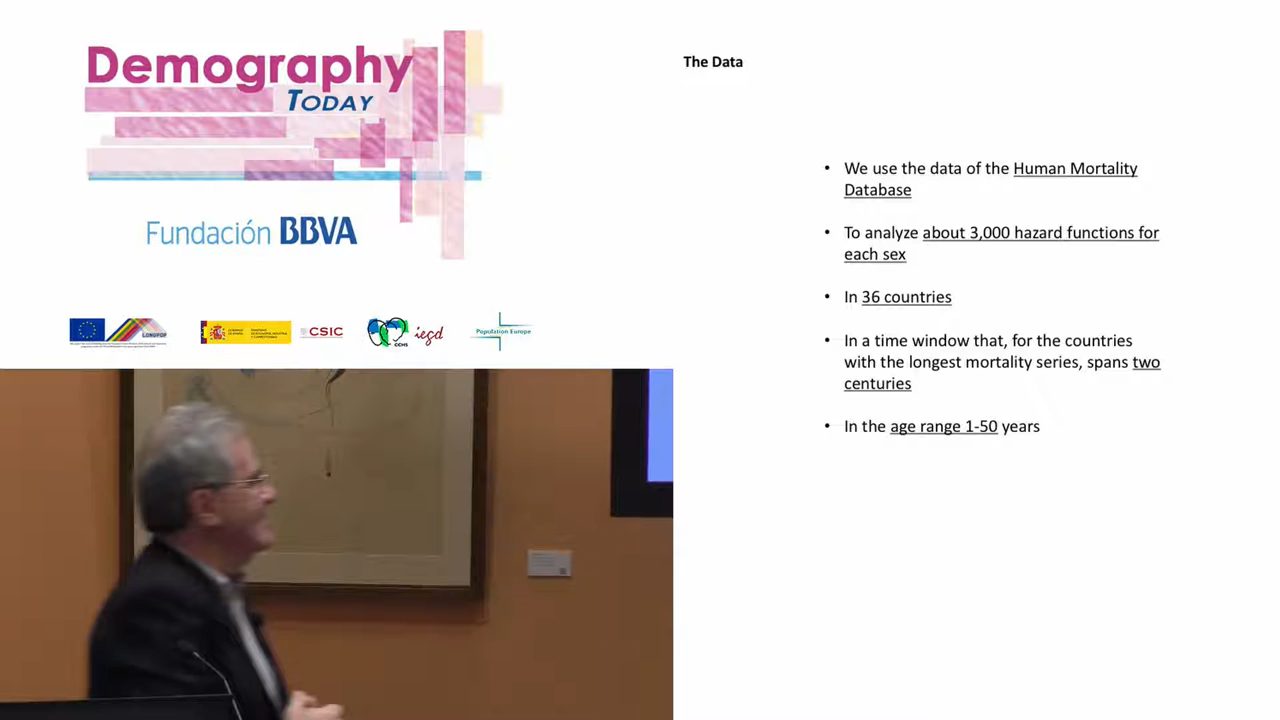 Demography
TODAY
Fundación BBVA
LONGPOP
CSIC
CCHS
iegd
Population Europe
The Data
• We use the data of the Human Mortality
Database
• To analyze about 3,000 hazard functions for
each sex
• In 36 countries
• In a time window that, for the countries
with the longest mortality series, spans two
centuries
• In the age range 1-50 years